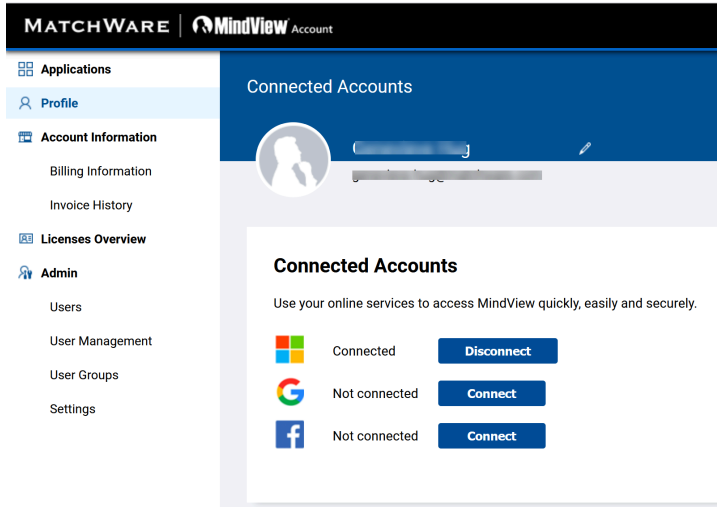 MATCHWARE | MindView Account
Applications
Profile
Account Information
Billing Information
Invoice History
Licenses Overview
Admin
Users
User Management
User Groups
Settings
Connected Accounts
Connected Accounts
Use your online services to access MindView quickly, easily and securely.
Connected Disconnect
Not connected Connect
Not connected Connect